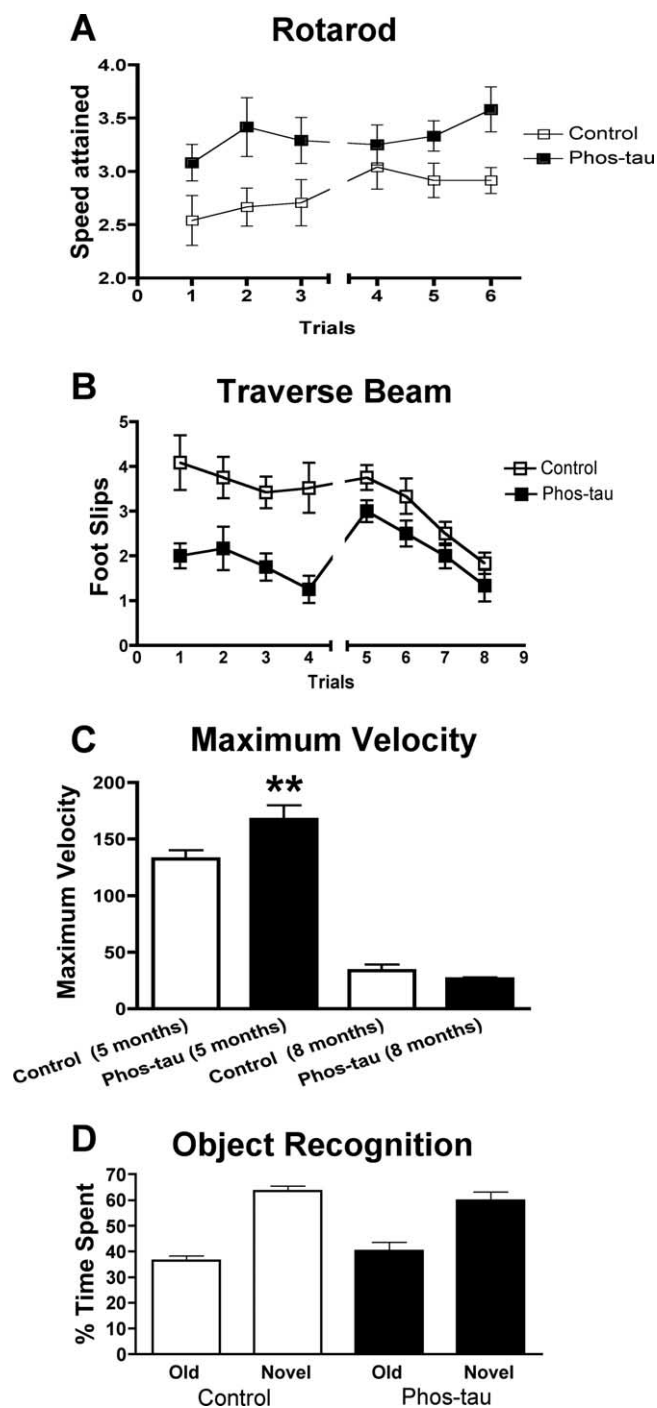 A Rotarod
4.0
3.5
3.0
2.5
2.0
Speed attained
0 1 2 3 4 5 6
Trials
Control
Phos-tau
B Traverse Beam
5
4
3
2
1
0
Foot Slips
0 1 2 3 4 5 6 7 8 9
Trials
Control
Phos-tau
C Maximum Velocity
**
200
150
100
50
0
Maximum Velocity
Control (5 months)
Phos-tau (5 months)
Control (8 months)
Phos-tau (8 months)
D Object Recognition
70
60
50
40
30
20
10
0
% Time Spent
Old Novel Old Novel
Control Phos-tau